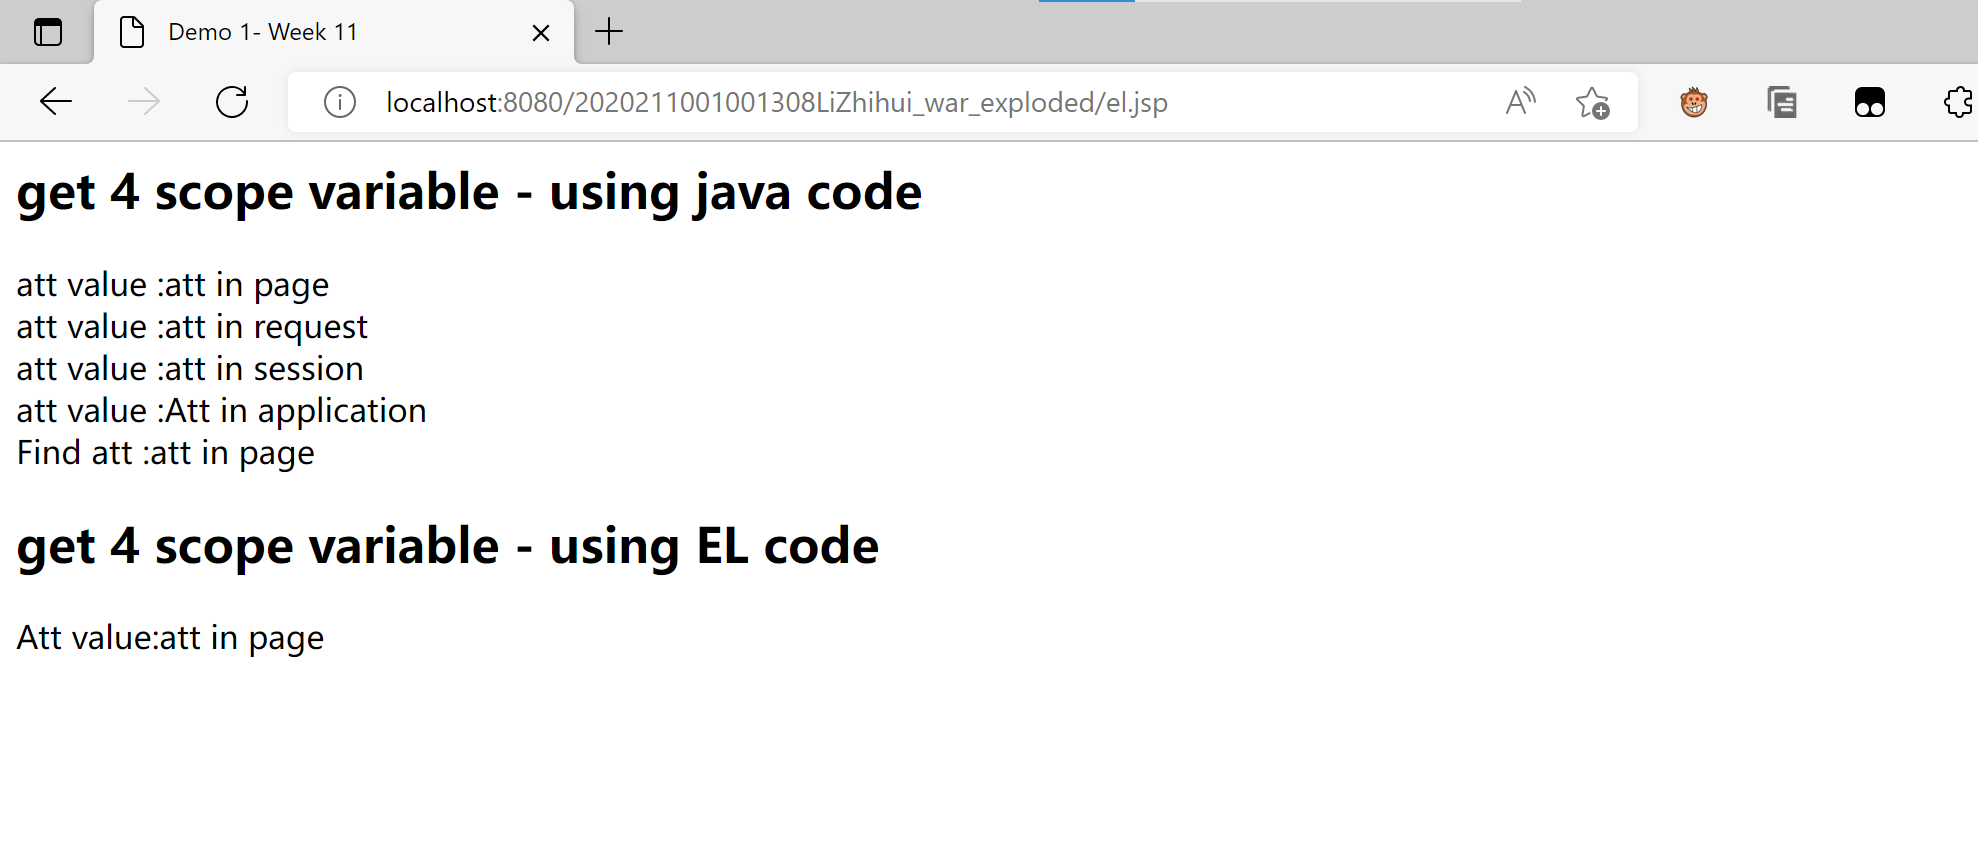 Demo 1- Week 11
localhost:8080/2020211001001308LiZhihui_war_exploded/el.jsp
get 4 scope variable - using java code
att value :att in page
att value :att in request
att value :att in session
att value :Att in application
Find att :att in page
get 4 scope variable - using EL code
Att value:att in page